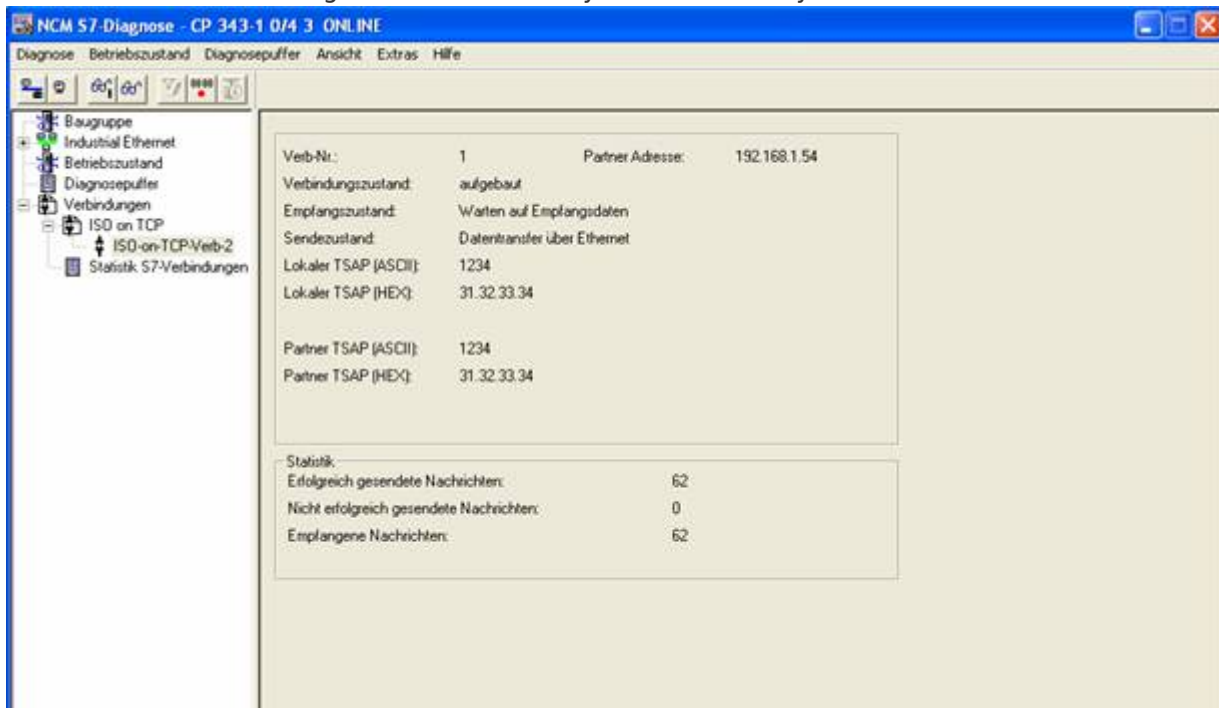 NCM S7-Diagnose - CP 343-1 0/4 3 ONLINE
Diagnose Betriebszustand Diagnosepuffer Ansicht Extras Hilfe
Baugruppe
Industrial Ethernet
Betriebszustand
Diagnosepuffer
Verbindungen
ISO on TCP
ISO-on-TCP-Verb-2
Statistik S7-Verbindungen
Verb-Nr.: 1 Partner Adresse: 192.168.1.54
Verbindungszustand: aufgebaut
Empfangszustand: Warten auf Empfangsdaten
Sendezustand: Datentransfer über Ethernet
Lokaler TSAP (ASCII): 1234
Lokaler TSAP (HEX): 31.32.33.34
Partner TSAP (ASCII): 1234
Partner TSAP (HEX): 31.32.33.34
Statistik
Erfolgreich gesendete Nachrichten: 62
Nicht erfolgreich gesendete Nachrichten: 0
Empfangene Nachrichten: 62